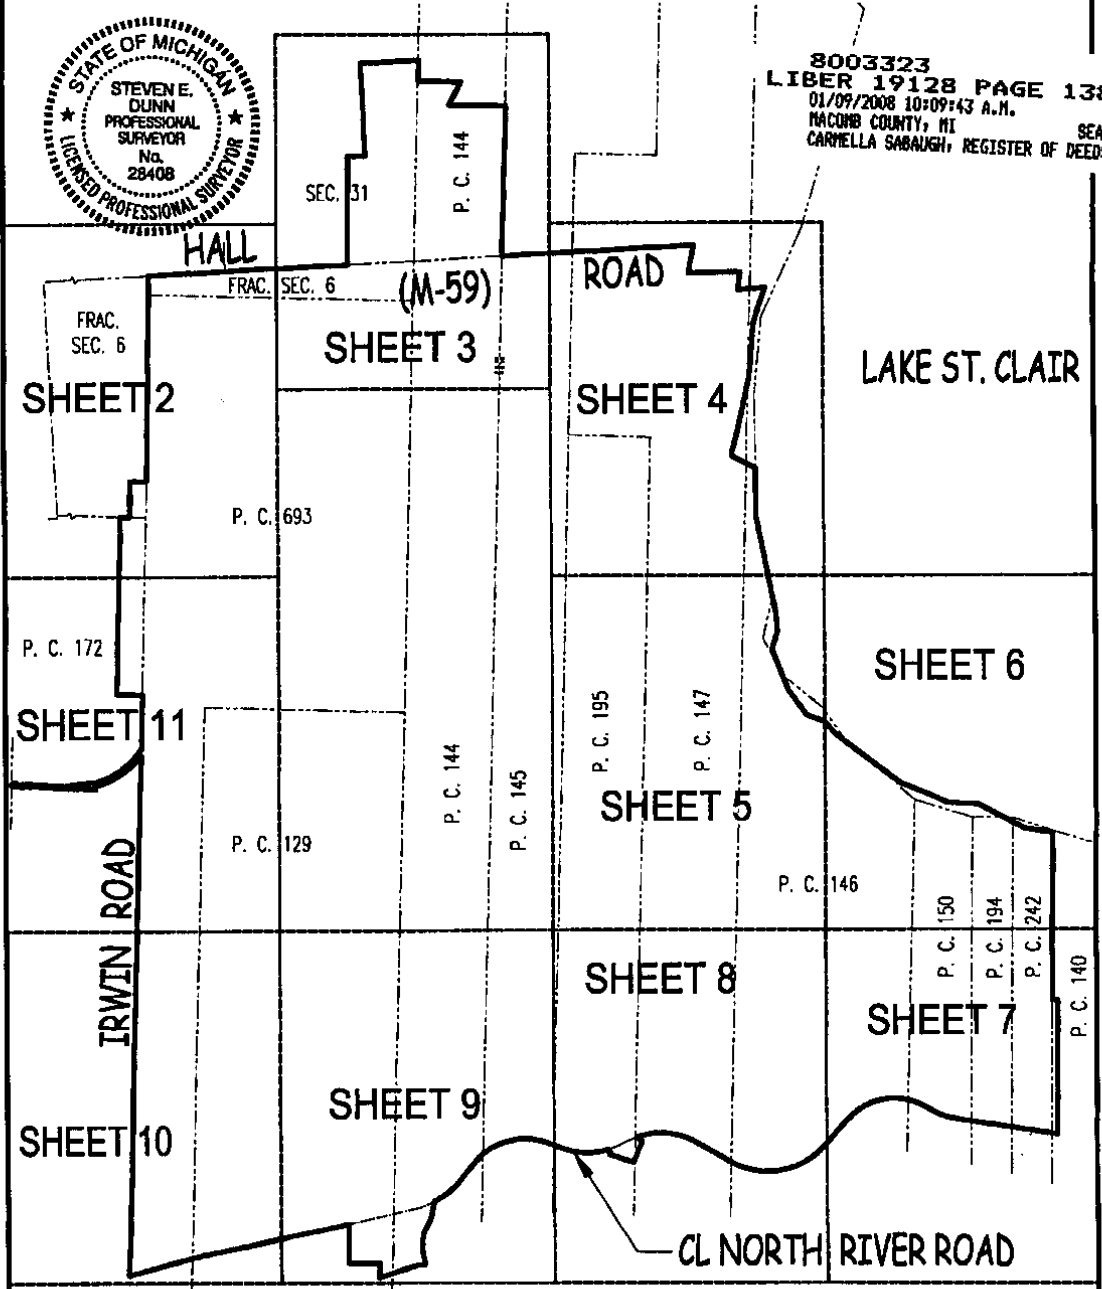 STATE OF MICHIGAN
STEVEN E.
DUNN
PROFESSIONAL
SURVEYOR
No.
28408
LICENSED PROFESSIONAL SURVEYOR
8003323
LIBER 19128 PAGE 138
01/09/2008 10:09:43 A.M.
MACOMB COUNTY, MI SEA
CARMELLA SABAUGH, REGISTER OF DEEDS
SEC. 31
P. C. 144
HALL
ROAD
FRAC. SEC. 6
(M-59)
FRAC.
SEC. 6
SHEET 3
LAKE ST. CLAIR
SHEET 2
SHEET 4
P. C. 693
P. C. 172
SHEET 6
SHEET 11
P. C. 195
P. C. 147
P. C. 144
P. C. 145
SHEET 5
P. C. 129
IRWIN ROAD
P. C. 146
P. C. 150
P. C. 194
P. C. 242
P. C. 140
SHEET 8
SHEET 7
SHEET 9
SHEET 10
CL NORTH RIVER ROAD